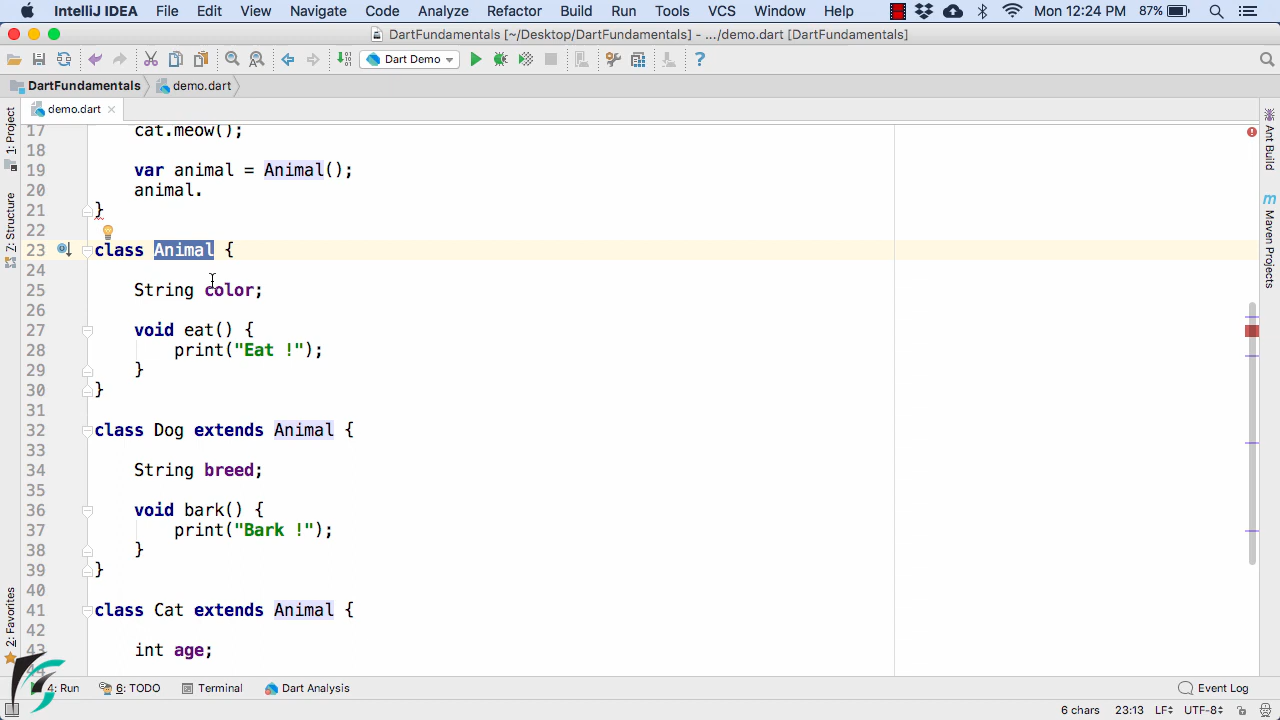 IntelliJ IDEA File Edit View Navigate Code Analyze Refactor Build Run Tools VCS Window Help Mon 12:24 PM 87%
DartFundamentals [~/Desktop/DartFundamentals] - .../demo.dart [DartFundamentals]
Dart Demo
DartFundamentals demo.dart
demo.dart
1: Project
Z: Structure
2: Favorites
Ant Build
Maven Projects
17 cat.meow();
18
19 var animal = Animal();
20 animal.
21 }
22
23 class Animal {
24
25 String color;
26
27 void eat() {
28 print("Eat !");
29 }
30 }
31
32 class Dog extends Animal {
33
34 String breed;
35
36 void bark() {
37 print("Bark !");
38 }
39 }
40
41 class Cat extends Animal {
42
43 int age;
44
4: Run 6: TODO Terminal Dart Analysis Event Log
6 chars 23:13 LF÷ UTF-8÷